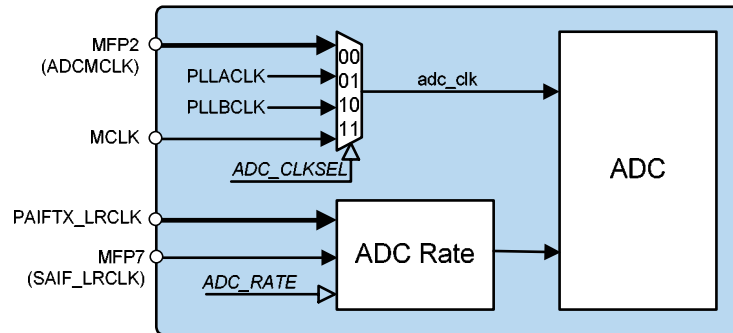 MFP2
(ADCMCLK)
00
PLLACLK
01
adc_clk
PLLBCLK
10
MCLK
11
ADC_CLKSEL
ADC
PAIFTX_LRCLK
ADC Rate
MFP7
(SAIF_LRCLK)
ADC_RATE